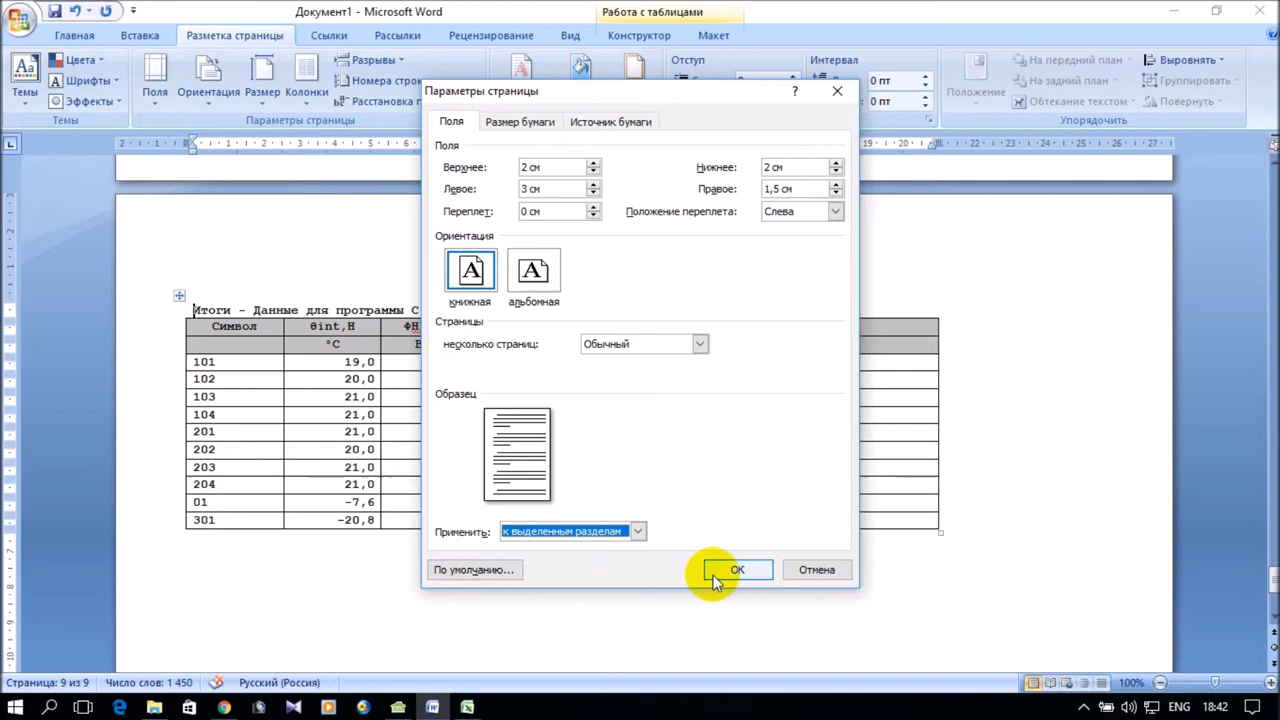 Документ1 - Microsoft Word
Работа с таблицами
Главная
Вставка
Разметка страницы
Ссылки
Рассылки
Рецензирование
Вид
Конструктор
Макет
Aa
Темы
Цвета
Шрифты
Эффекты
Темы
Поля
Ориентация
Размер
Колонки
Разрывы
Номера строк
Расстановка п
Параметры страницы
Отступ
Интервал
0 пт
0 пт
Положение
На передний план
На задний план
Обтекание текстом
Выровнять
Группировать
Повернуть
Упорядочить
Параметры страницы
?
Поля
Размер бумаги
Источник бумаги
Поля
Верхнее: 2 см
Нижнее: 2 см
Левое: 3 см
Правое: 1,5 см
Переплет: 0 см
Положение переплета: Слева
Ориентация
A
A
книжная
альбомная
Страницы
несколько страниц: Обычный
Образец
Применить: к выделенным разделам
По умолчанию...
OK
Отмена
Итоги - Данные для программы С
Символ θint,H ΦH
°C В
101 19,0
102 20,0
103 21,0
104 21,0
201 21,0
202 20,0
203 21,0
204 21,0
01 -7,6
301 -20,8
Страница: 9 из 9
Число слов: 1 450
Русский (Россия)
100%
ENG
18:42